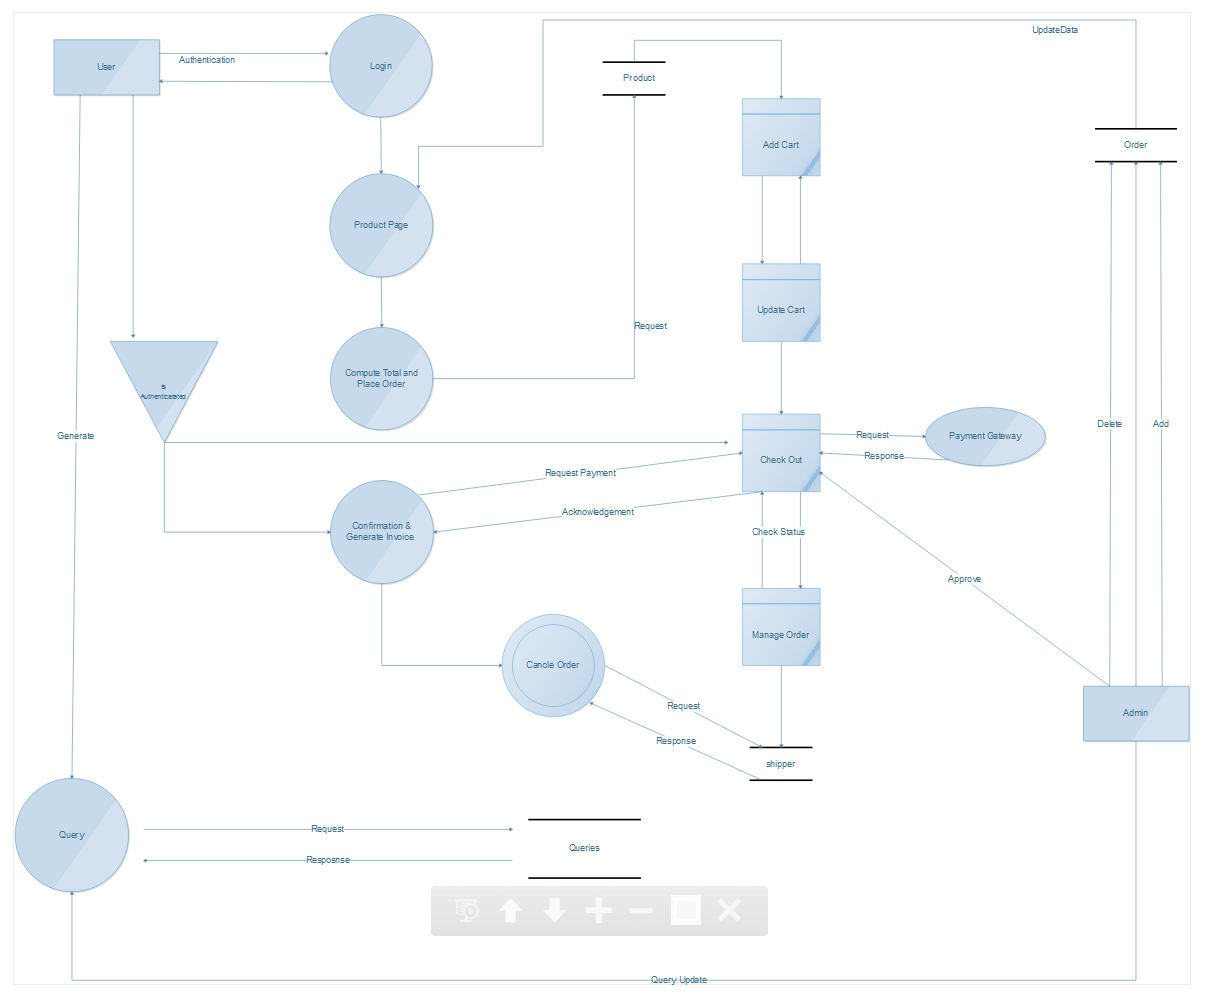 UpdateData
User
Authentication
Login
Product
Add Cart
Order
Product Page
Update Cart
Request
Compute Total and
Place Order
Is
Authenticatated
Generate
Delete
Add
Request
Payment Gateway
Check Out
Response
Request Payment
Acknowledgement
Confirmation &
Generate Invoice
Check Status
Approve
Manage Order
Cancle Order
Request
Admin
Response
shipper
Query
Request
Queries
Resposnse
Query Update